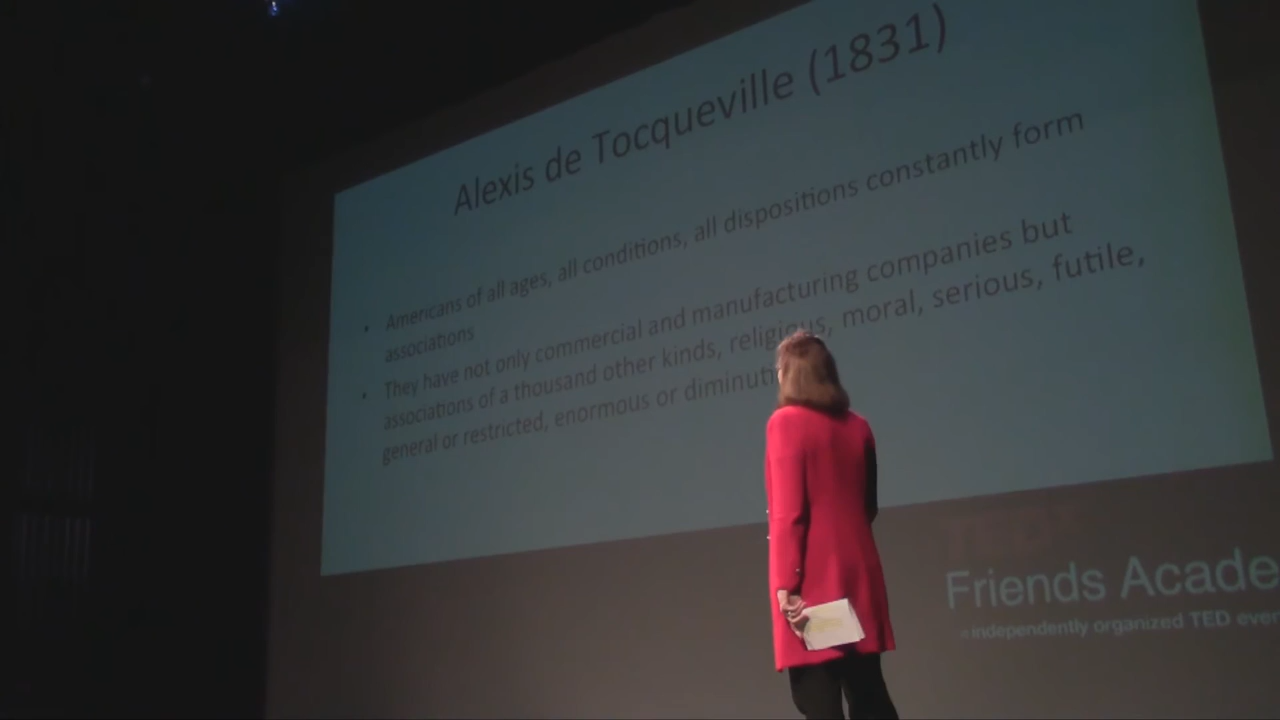 Alexis de Tocqueville (1831)
• Americans of all ages, all conditions, all dispositions constantly form
associations
• They have not only commercial and manufacturing companies but
associations of a thousand other kinds, religious, moral, serious, futile,
general or restricted, enormous or
TEDx
Friends
independently organized TED